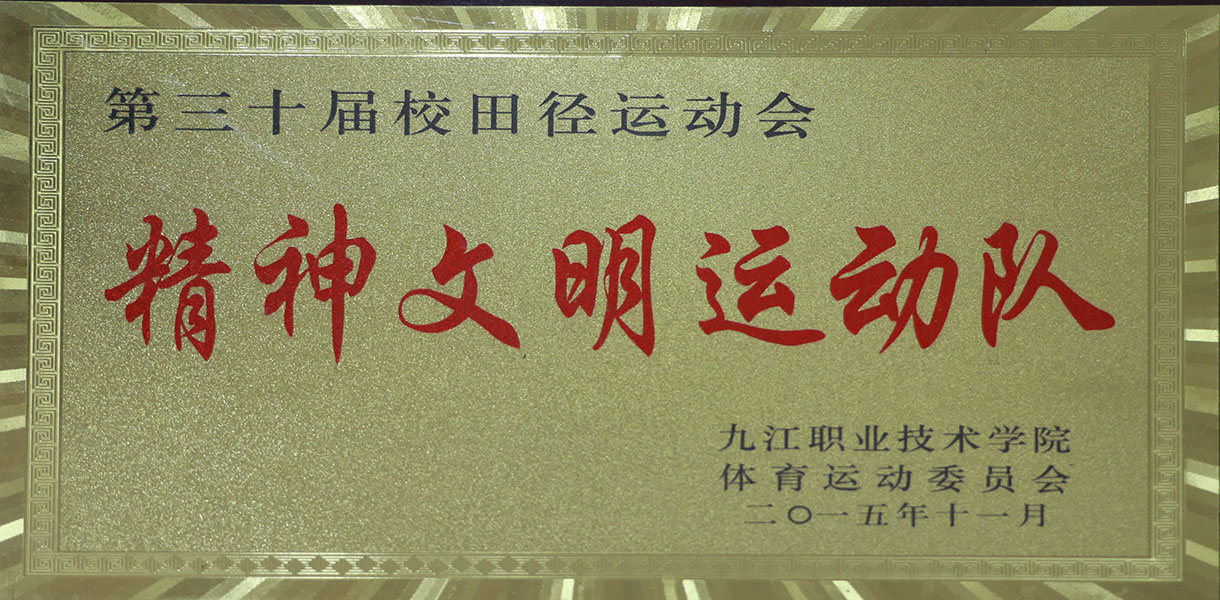 第三十届校田径运动会
精神文明运动队
九江职业技术学院
体育运动委员会
二〇一五年十一月